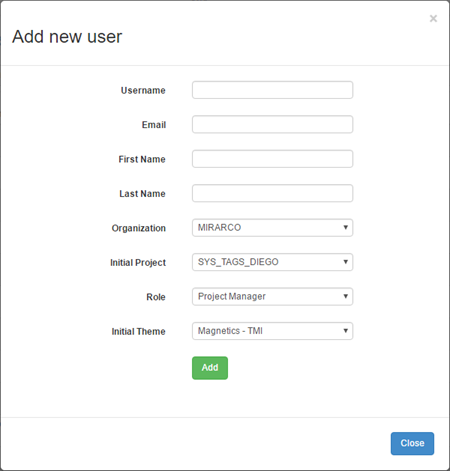 ×
Add new user
Username
Email
First Name
Last Name
Organization MIRARCO
Initial Project SYS_TAGS_DIEGO
Role Project Manager
Initial Theme Magnetics - TMI
Add
Close